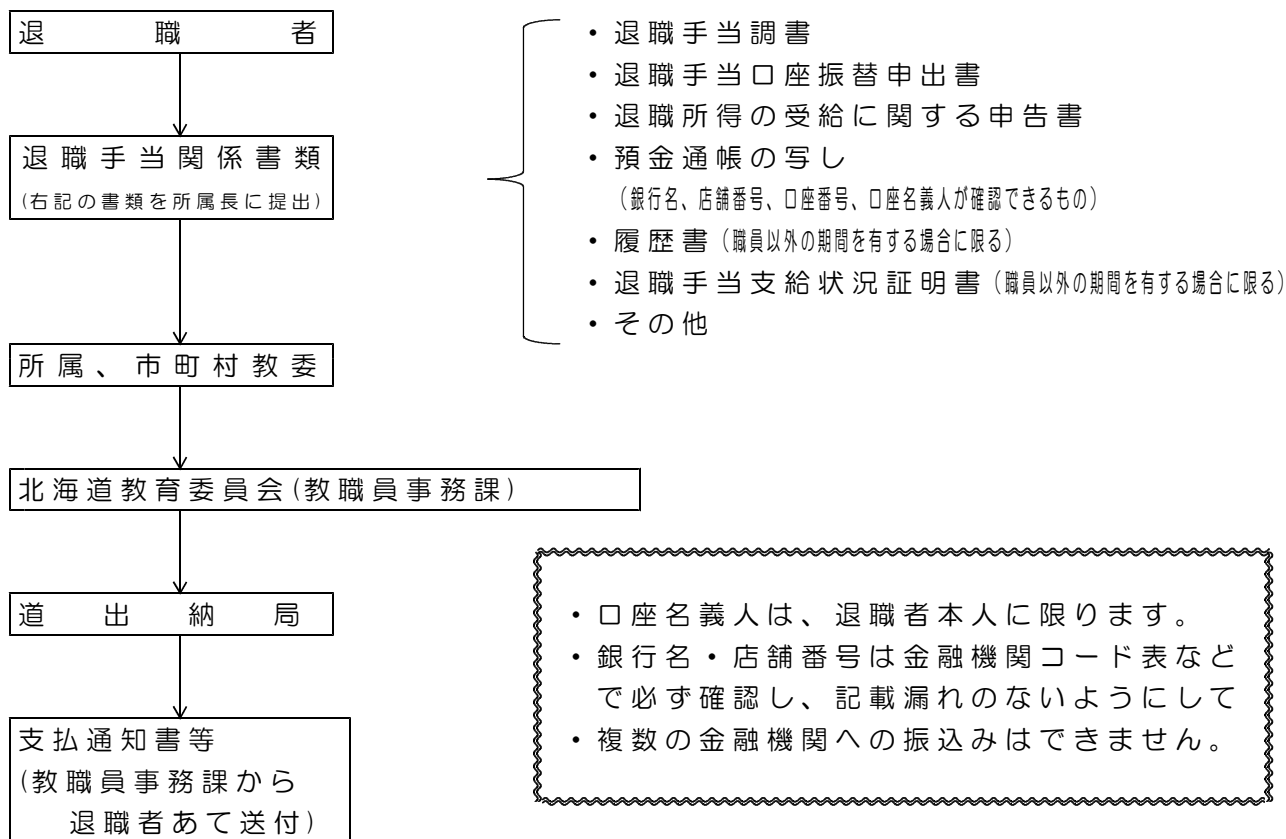 退職者
退職手当関係書類
(右記の書類を所属長に提出)
所属、市町村教委
北海道教育委員会(教職員事務課)
道出納局
支払通知書等
(教職員事務課から
退職者あて送付)
・退職手当調書
・退職手当口座振替申出書
・退職所得の受給に関する申告書
・預金通帳の写し
(銀行名、店舗番号、口座番号、口座名義人が確認できるもの)
・履歴書(職員以外の期間を有する場合に限る)
・退職手当支給状況証明書(職員以外の期間を有する場合に限る)
・その他
・口座名義人は、退職者本人に限ります。
・銀行名・店舗番号は金融機関コード表など
で必ず確認し、記載漏れのないようにして
・複数の金融機関への振込みはできません。